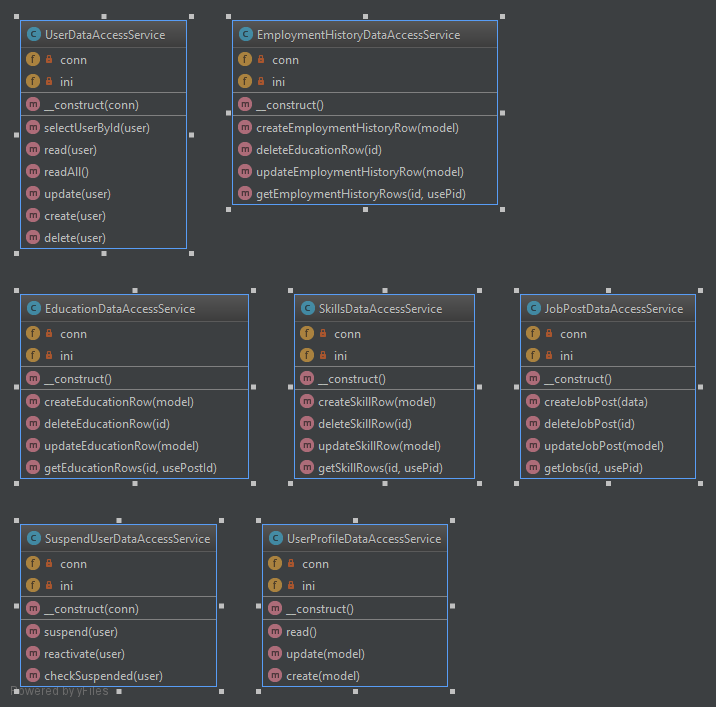 UserDataAccessService
conn
ini
__construct(conn)
selectUserById(user)
read(user)
readAll()
update(user)
create(user)
delete(user)
EmploymentHistoryDataAccessService
conn
ini
__construct()
createEmploymentHistoryRow(model)
deleteEducationRow(id)
updateEmploymentHistoryRow(model)
getEmploymentHistoryRows(id, usePid)
EducationDataAccessService
conn
ini
__construct()
createEducationRow(model)
deleteEducationRow(id)
updateEducationRow(model)
getEducationRows(id, usePostId)
SkillsDataAccessService
conn
ini
__construct()
createSkillRow(model)
deleteSkillRow(id)
updateSkillRow(model)
getSkillRows(id, usePid)
JobPostDataAccessService
conn
ini
__construct()
createJobPost(data)
deleteJobPost(id)
updateJobPost(model)
getJobs(id, usePid)
SuspendUserDataAccessService
conn
ini
__construct(conn)
suspend(user)
reactivate(user)
checkSuspended(user)
UserProfileDataAccessService
conn
ini
__construct()
read()
update(model)
create(model)
Powered by yFiles